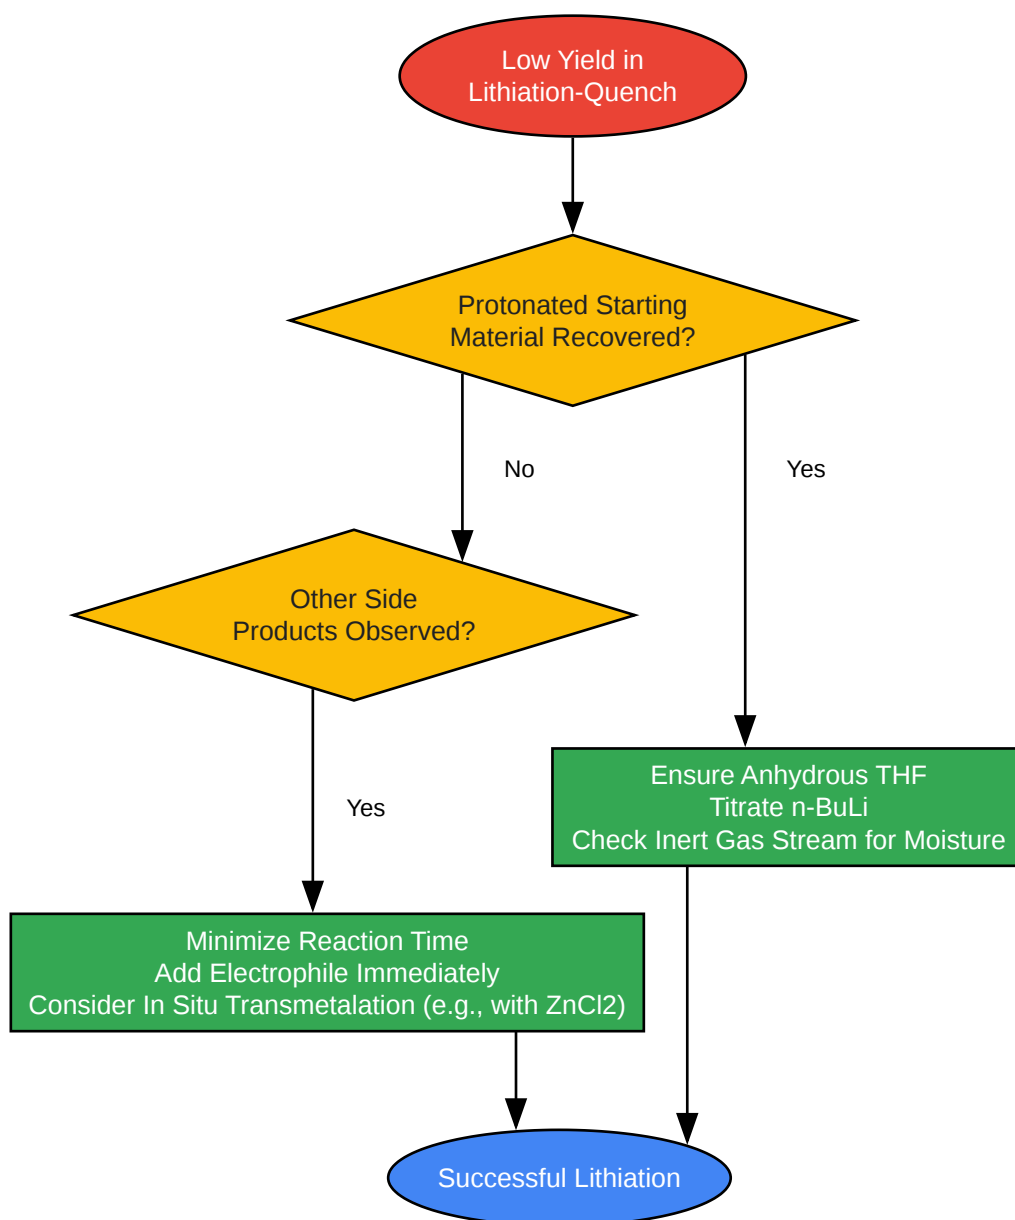 Low Yield in
Lithiation-Quench
Protonated Starting
Material Recovered?
No
Yes
Other Side
Products Observed?
Ensure Anhydrous THF
Titrate n-BuLi
Check Inert Gas Stream for Moisture
Yes
Minimize Reaction Time
Add Electrophile Immediately
Consider In Situ Transmetalation (e.g., with ZnCl2)
Successful Lithiation